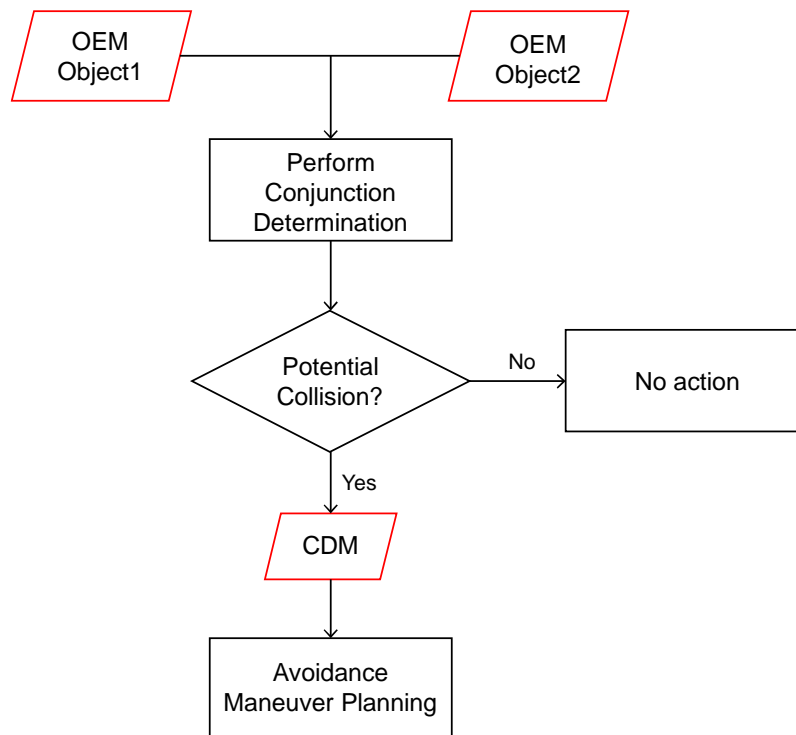 OEM
Object1
OEM
Object2
Perform
Conjunction
Determination
Potential
Collision?
No
No action
Yes
CDM
Avoidance
Maneuver Planning